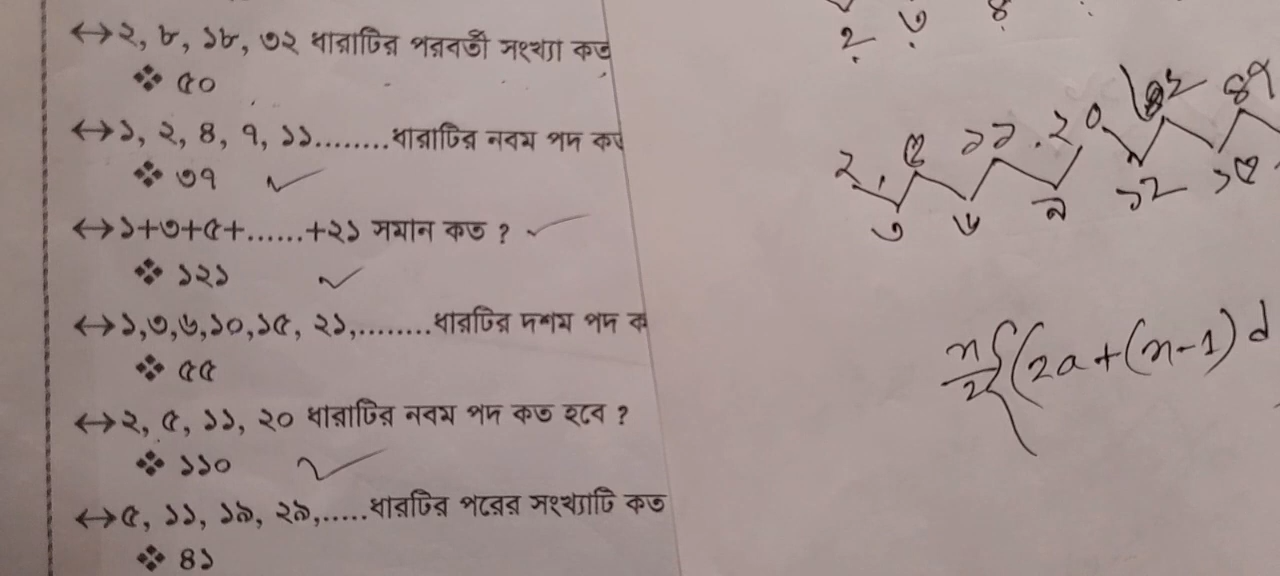 ↔২, ৮, ১৮, ৩২ ধারাটির পরবর্তী সংখ্যা কত
❖ ৫০
↔১, ২, ৪, ৭, ১১........ধারাটির নবম পদ কত
❖ ৩৭ ✓
↔১+৩+৫+......+২১ সমান কত ? ✓
❖ ১২১ ✓
↔১,৩,৬,১০,১৫, ২১,........ধারটির দশম পদ ক
❖ ৫৫
↔২, ৫, ১১, ২০ ধারাটির নবম পদ কত হবে ?
❖ ১১০ ✓
↔৫, ১১, ১৯, ২৯,.....ধারটির পরের সংখ্যাটি কত
❖ ৪১
২ ৩ ৪
২, ৫ ১১. ২০ ৩২ ৪৭
৩ ৬ ৯ ১২ ১৫
n/2{(2a+(n-1)d